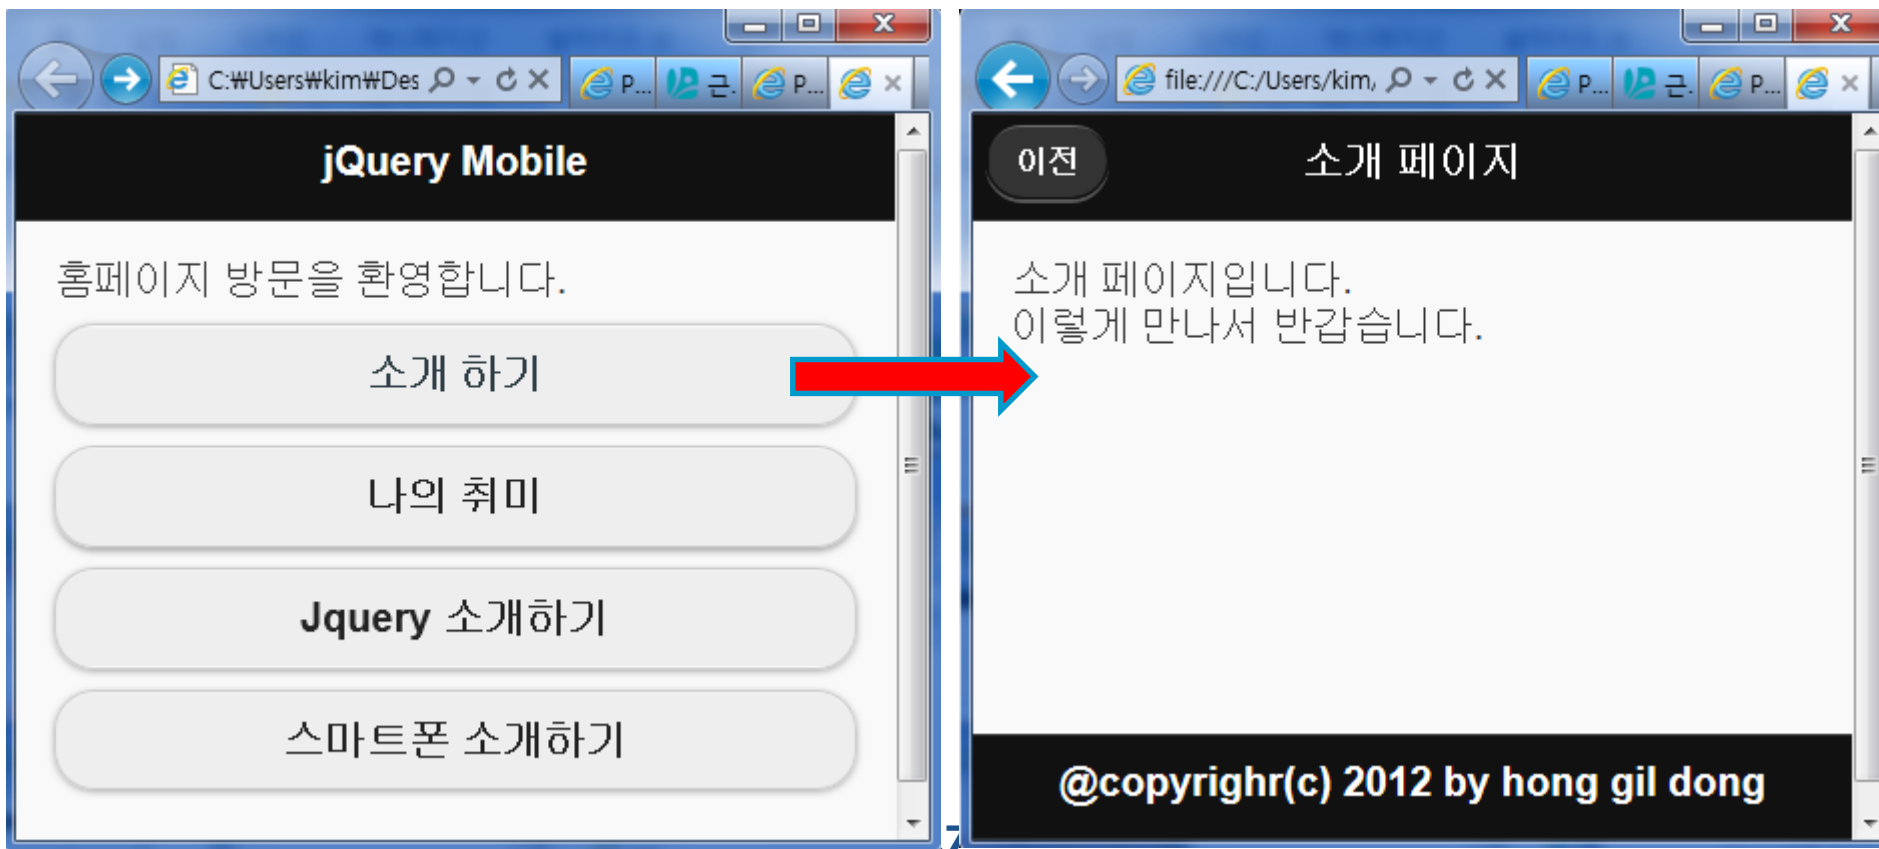 C:₩Users₩kim₩Des
P...
근.
P...
jQuery Mobile
홈페이지 방문을 환영합니다.
소개 하기
나의 취미
Jquery 소개하기
스마트폰 소개하기
file:///C:/Users/kim,
P...
근.
P...
이전
소개 페이지
소개 페이지입니다.
이렇게 만나서 반갑습니다.
@copyrighr(c) 2012 by hong gil dong